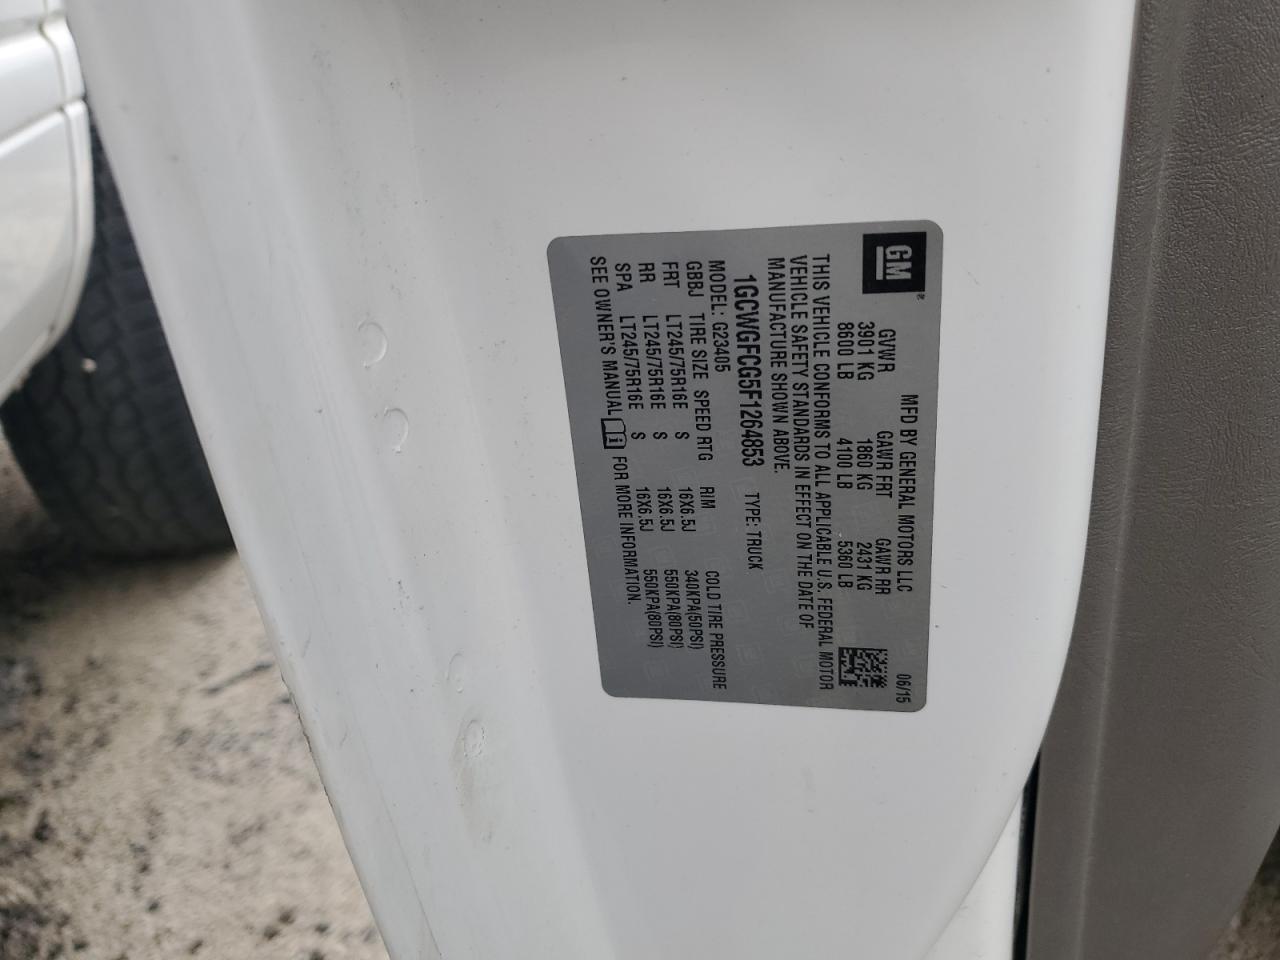 GM ®
MFD BY GENERAL MOTORS LLC 06/15
GVWR GAWR FRT GAWR RR
3901 KG 1860 KG 2431 KG
8600 LB 4100 LB 5360 LB
THIS VEHICLE CONFORMS TO ALL APPLICABLE U.S. FEDERAL MOTOR
VEHICLE SAFETY STANDARDS IN EFFECT ON THE DATE OF
MANUFACTURE SHOWN ABOVE.
1GCWGFCG5F1264853 TYPE: TRUCK
MODEL: G23405
GBBJ TIRE SIZE SPEED RTG RIM COLD TIRE PRESSURE
FRT LT245/75R16E S 16X6.5J 340KPA(50PSI)
RR LT245/75R16E S 16X6.5J 550KPA(80PSI)
SPA LT245/75R16E S 16X6.5J 550KPA(80PSI)
SEE OWNER'S MANUAL FOR MORE INFORMATION.